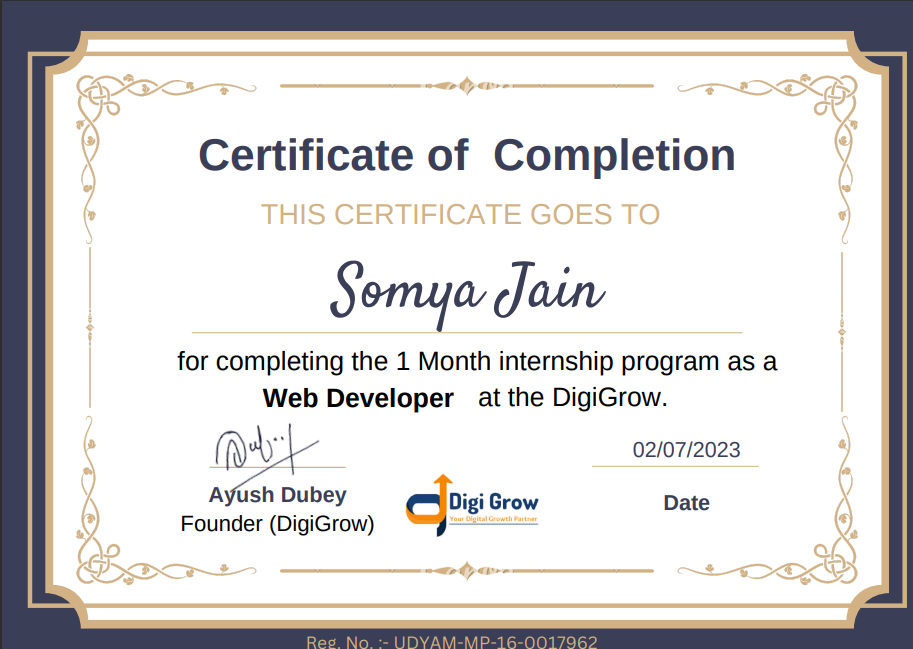 Certificate of Completion
THIS CERTIFICATE GOES TO
Somya Jain
for completing the 1 Month internship program as a
Web Developer at the DigiGrow.
02/07/2023
Ayush Dubey
Founder (DigiGrow)
Digi Grow
Your Digital Growth Partner
Date
Reg. No. :- UDYAM-MP-16-0017962